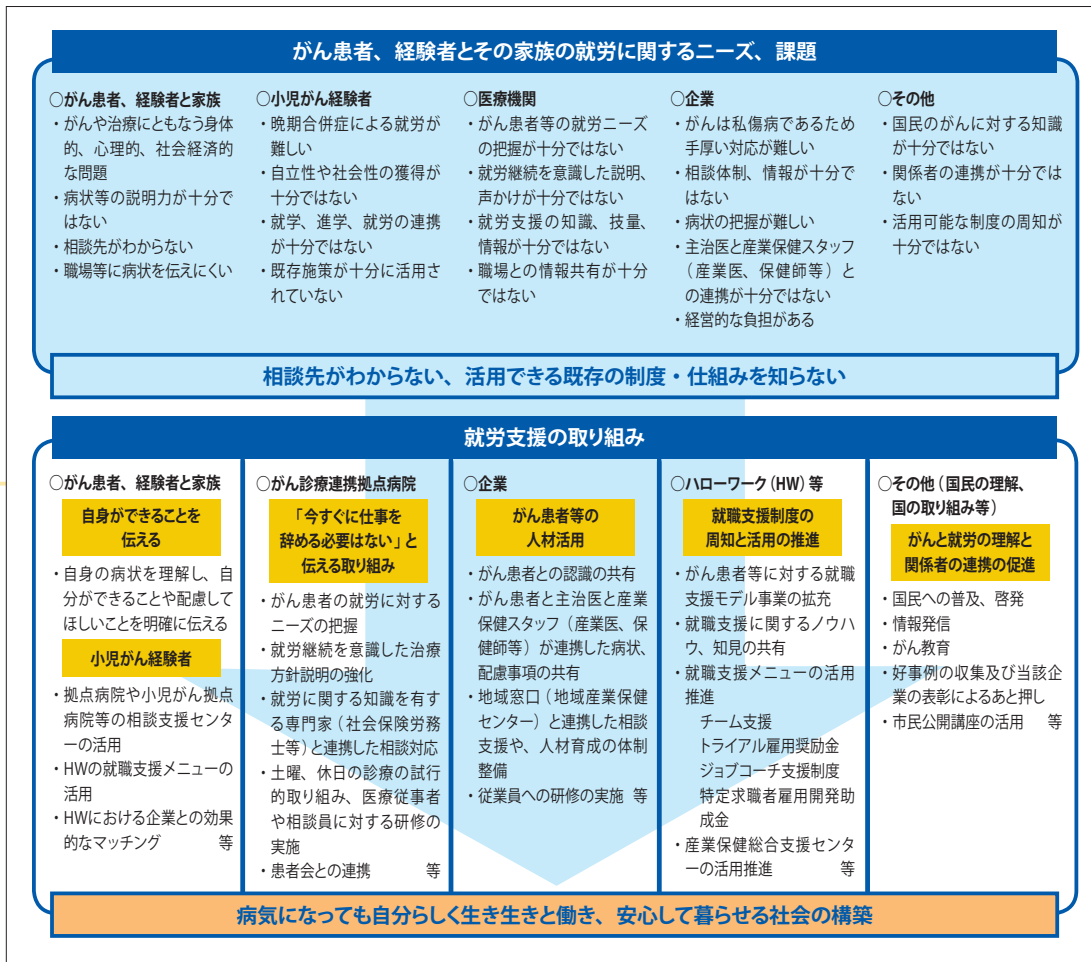 がん患者、経験者とその家族の就労に関するニーズ、課題
○がん患者、経験者と家族
・がんや治療にともなう身体
的、心理的、社会経済的
な問題
・病状等の説明力が十分で
はない
・相談先がわからない
・職場等に病状を伝えにくい
○小児がん経験者
・晩期合併症による就労が
難しい
・自立性や社会性の獲得が
十分ではない
・就学、進学、就労の連携
が十分ではない
・既存施策が十分に活用さ
れていない
○医療機関
・がん患者等の就労ニーズ
の把握が十分ではない
・就労継続を意識した説明、
声かけが十分ではない
・就労支援の知識、技量、
情報が十分ではない
・職場との情報共有が十分
ではない
○企業
・がんは私傷病であるため
手厚い対応が難しい
・相談体制、情報が十分で
はない
・病状の把握が難しい
・主治医と産業保健スタッフ
（産業医、保健師等）と
の連携が十分ではない
・経営的な負担がある
○その他
・国民のがんに対する知識
が十分ではない
・関係者の連携が十分では
ない
・活用可能な制度の周知が
十分ではない
相談先がわからない、活用できる既存の制度・仕組みを知らない
就労支援の取り組み
○がん患者、経験者と家族
自身ができることを
伝える
・自身の病状を理解し、自
分ができることや配慮して
ほしいことを明確に伝える
小児がん経験者
・拠点病院や小児がん拠点
病院等の相談支援センタ
ーの活用
・HWの就職支援メニューの
活用
・HWにおける企業との効果
的なマッチング 等
○がん診療連携拠点病院
「今すぐに仕事を
辞める必要はない」と
伝える取り組み
・がん患者の就労に対する
ニーズの把握
・就労継続を意識した治療
方針説明の強化
・就労に関する知識を有す
る専門家（社会保険労務
士等）と連携した相談対応
・土曜、休日の診療の試行
的取り組み、医療従事者
や相談員に対する研修の
実施
・患者会との連携 等
○企業
がん患者等の
人材活用
・がん患者との認識の共有
・がん患者と主治医と産業
保健スタッフ（産業医、保
健師等）が連携した病状、
配慮事項の共有
・地域窓口（地域産業保健
センター）と連携した相談
支援や、人材育成の体制
整備
・従業員への研修の実施 等
○ハローワーク（HW）等
就職支援制度の
周知と活用の推進
・がん患者等に対する就職
支援モデル事業の拡充
・就職支援に関するノウハ
ウ、知見の共有
・就職支援メニューの活用
推進
チーム支援
トライアル雇用奨励金
ジョブコーチ支援制度
特定求職者雇用開発助
成金
・産業保健総合支援センタ
ーの活用推進 等
○その他（国民の理解、
国の取り組み等）
がんと就労の理解と
関係者の連携の促進
・国民への普及、啓発
・情報発信
・がん教育
・好事例の収集及び当該企
業の表彰によるあと押し
・市民公開講座の活用 等
病気になっても自分らしく生き生きと働き、安心して暮らせる社会の構築